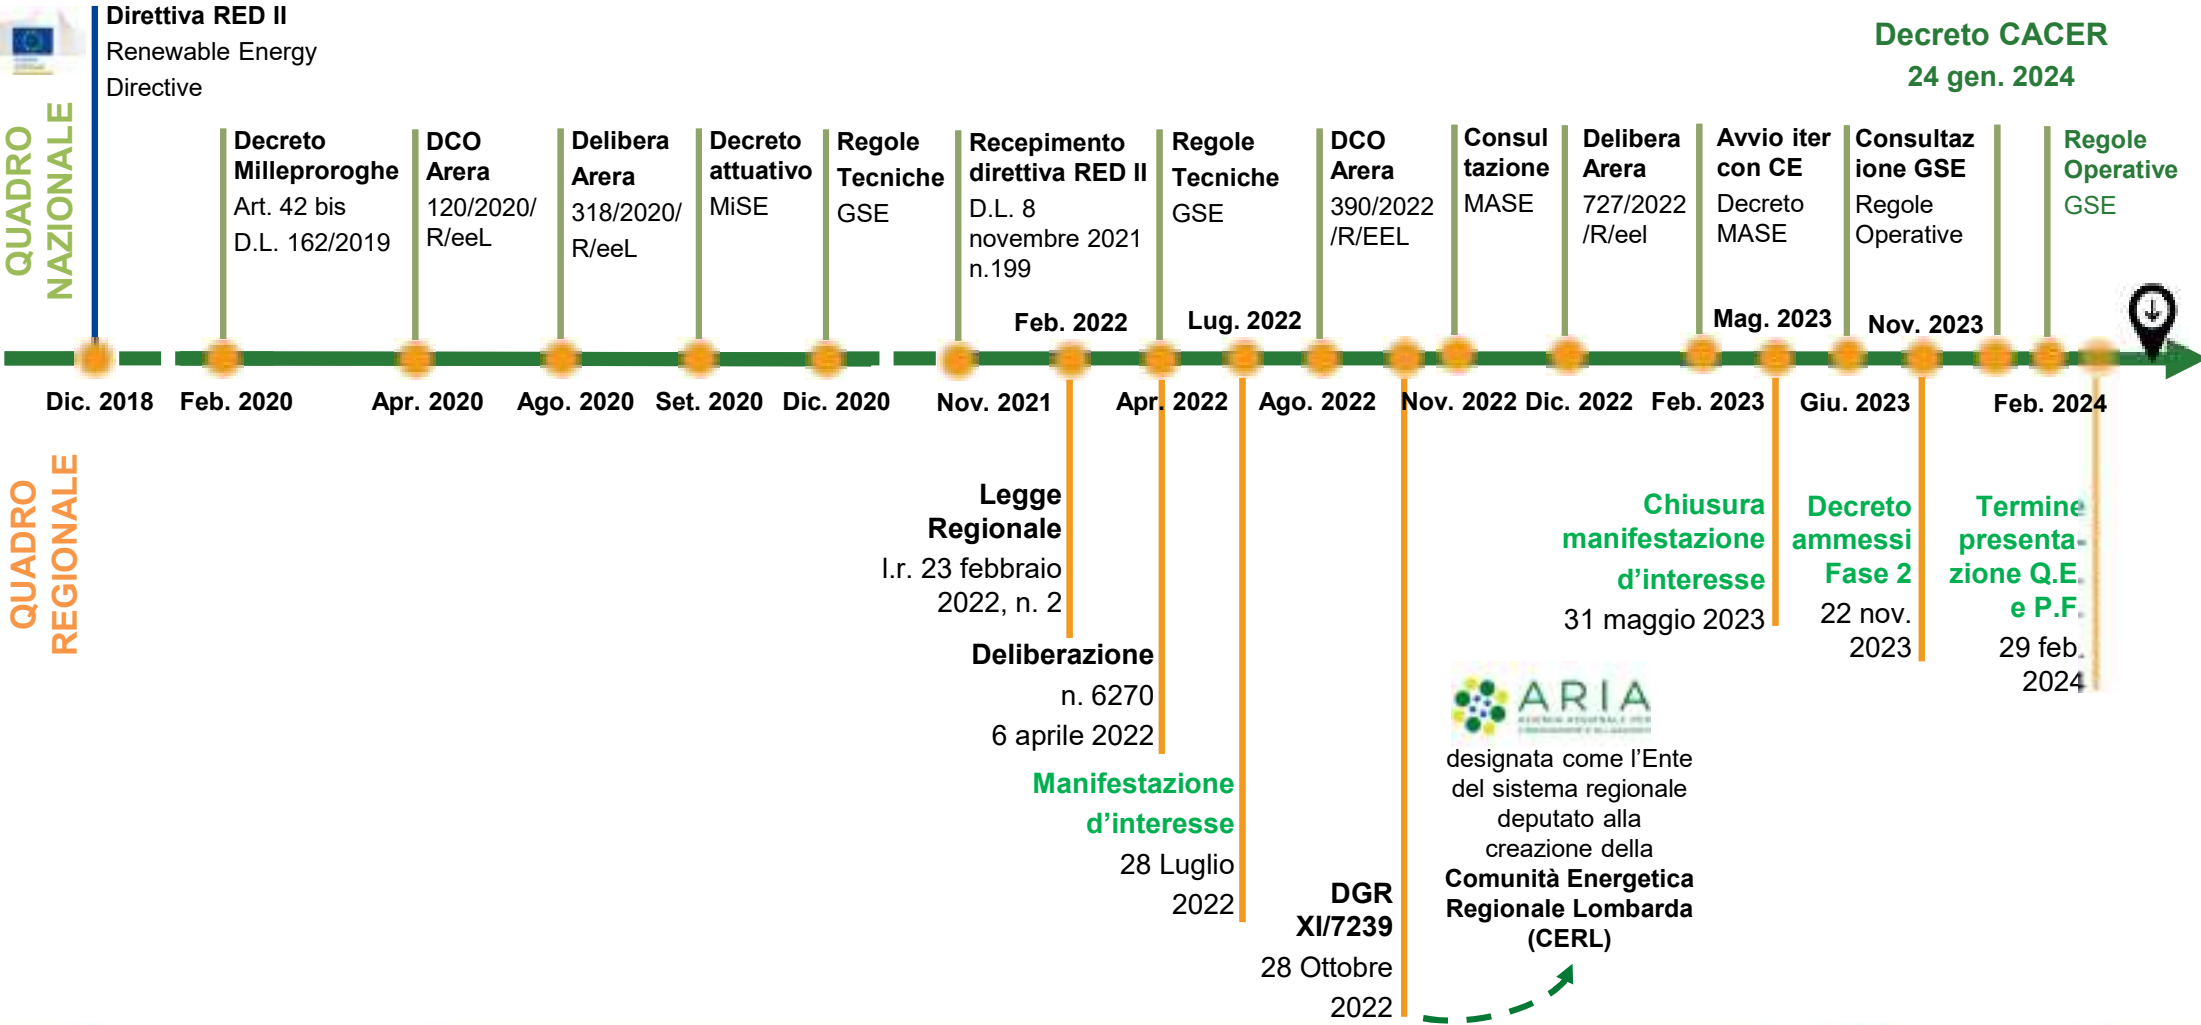 Direttiva RED II
Renewable Energy
Directive
Decreto CACER
24 gen. 2024
QUADRO
NAZIONALE
Decreto
Milleproroghe
Art. 42 bis
D.L. 162/2019
DCO
Arera
120/2020/
R/eeL
Delibera
Arera
318/2020/
R/eeL
Decreto
attuativo
MiSE
Regole
Tecniche
GSE
Recepimento
direttiva RED II
D.L. 8
novembre 2021
n.199
Regole
Tecniche
GSE
DCO
Arera
390/2022
/R/EEL
Consul
tazione
MASE
Delibera
Arera
727/2022
/R/eel
Avvio iter
con CE
Decreto
MASE
Consultaz
ione GSE
Regole
Operative
Regole
Operative
GSE
Feb. 2022
Lug. 2022
Mag. 2023
Nov. 2023
Dic. 2018
Feb. 2020
Apr. 2020
Ago. 2020
Set. 2020
Dic. 2020
Nov. 2021
Apr. 2022
Ago. 2022
Nov. 2022
Dic. 2022
Feb. 2023
Giu. 2023
Feb. 2024
QUADRO
REGIONALE
Legge
Regionale
l.r. 23 febbraio
2022, n. 2
Deliberazione
n. 6270
6 aprile 2022
Manifestazione
d'interesse
28 Luglio
2022
DGR
XI/7239
28 Ottobre
2022
ARIA
designata come l'Ente
del sistema regionale
deputato alla
creazione della
Comunità Energetica
Regionale Lombarda
(CERL)
Chiusura
manifestazione
d'interesse
31 maggio 2023
Decreto
ammessi
Fase 2
22 nov.
2023
Termine
presenta-
zione Q.E.
e P.F.
29 feb.
2024